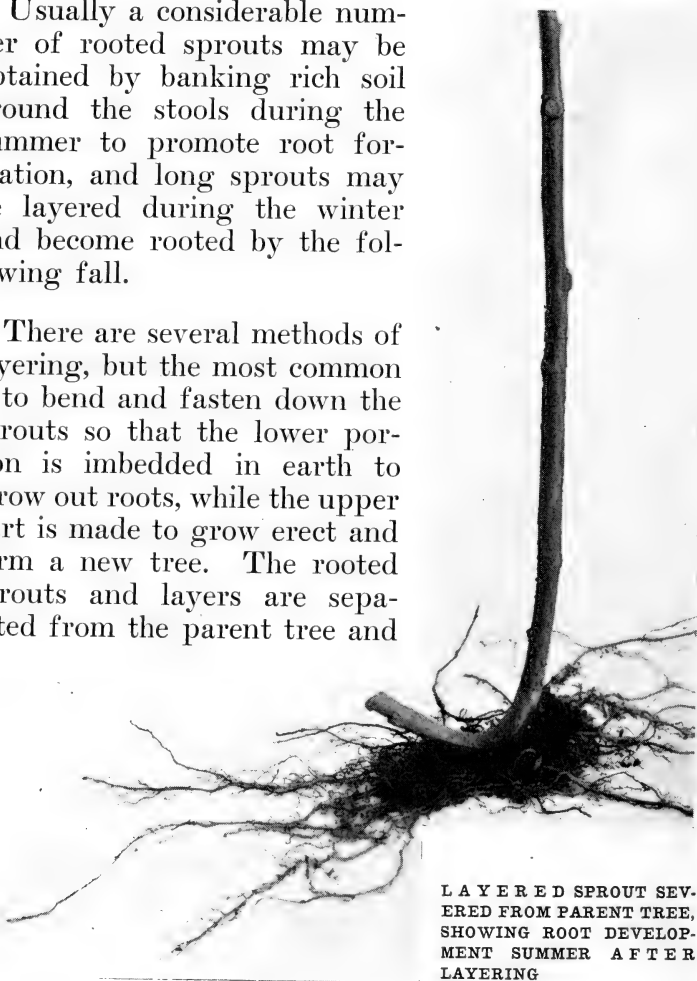 Usually a considerable num-
er of rooted sprouts may be
btained by banking rich soil
round the stools during the
ummer to promote root for-
ation, and long sprouts may
e layered during the winter
nd become rooted by the fol-
wing fall.
There are several methods of
yering, but the most common
to bend and fasten down the
routs so that the lower por-
on is imbedded in earth to
row out roots, while the upper
rt is made to grow erect and
rm a new tree. The rooted
routs and layers are sepa-
ted from the parent tree and
LAYERED SPROUT SEV-
ERED FROM PARENT TREE,
SHOWING ROOT DEVELOP-
MENT SUMMER AFTER
LAYERING